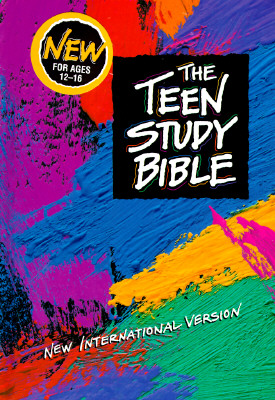 NEW
FOR AGES
12–16
THE
TEEN
STUDY
BIBLE
NEW INTERNATIONAL VERSION